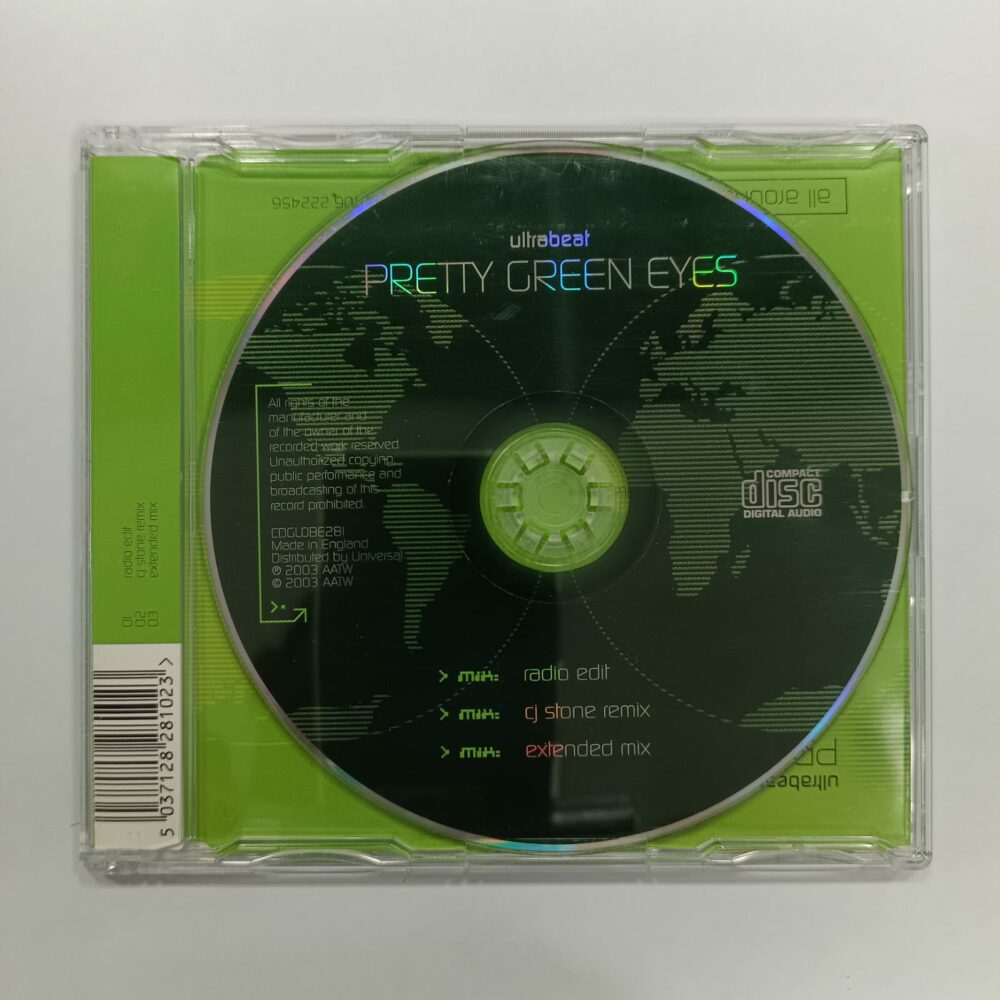 ultrabeat
PRETTY GREEN EYES
All rights of the
manufacturer and
of the owner of the
recorded work reserved.
Unauthorized copying,
public performance and
broadcasting of this
record prohibited.
CDGLOBE281
Made in England
Distributed by Universal
℗ 2003 AATW
© 2003 AATW
COMPACT
disc
DIGITAL AUDIO
> mix: radio edit
> mix: cj stone remix
> mix: extended mix
01 radio edit
02 cj stone remix
03 extended mix
5 037128 281023 >
all aroun
222456
ultrabeat